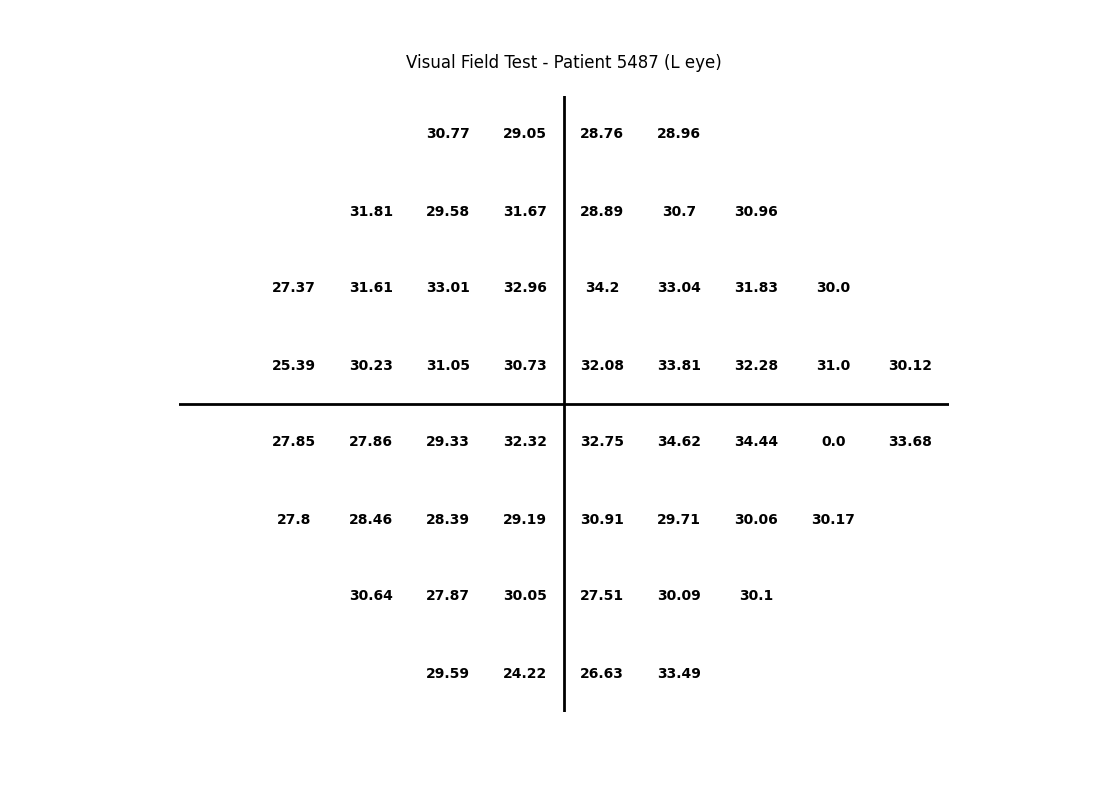 Visual Field Test - Patient 5487 (L eye)
30.77 29.05 28.76 28.96
31.81 29.58 31.67 28.89 30.7 30.96
27.37 31.61 33.01 32.96 34.2 33.04 31.83 30.0
25.39 30.23 31.05 30.73 32.08 33.81 32.28 31.0 30.12
27.85 27.86 29.33 32.32 32.75 34.62 34.44 0.0 33.68
27.8 28.46 28.39 29.19 30.91 29.71 30.06 30.17
30.64 27.87 30.05 27.51 30.09 30.1
29.59 24.22 26.63 33.49